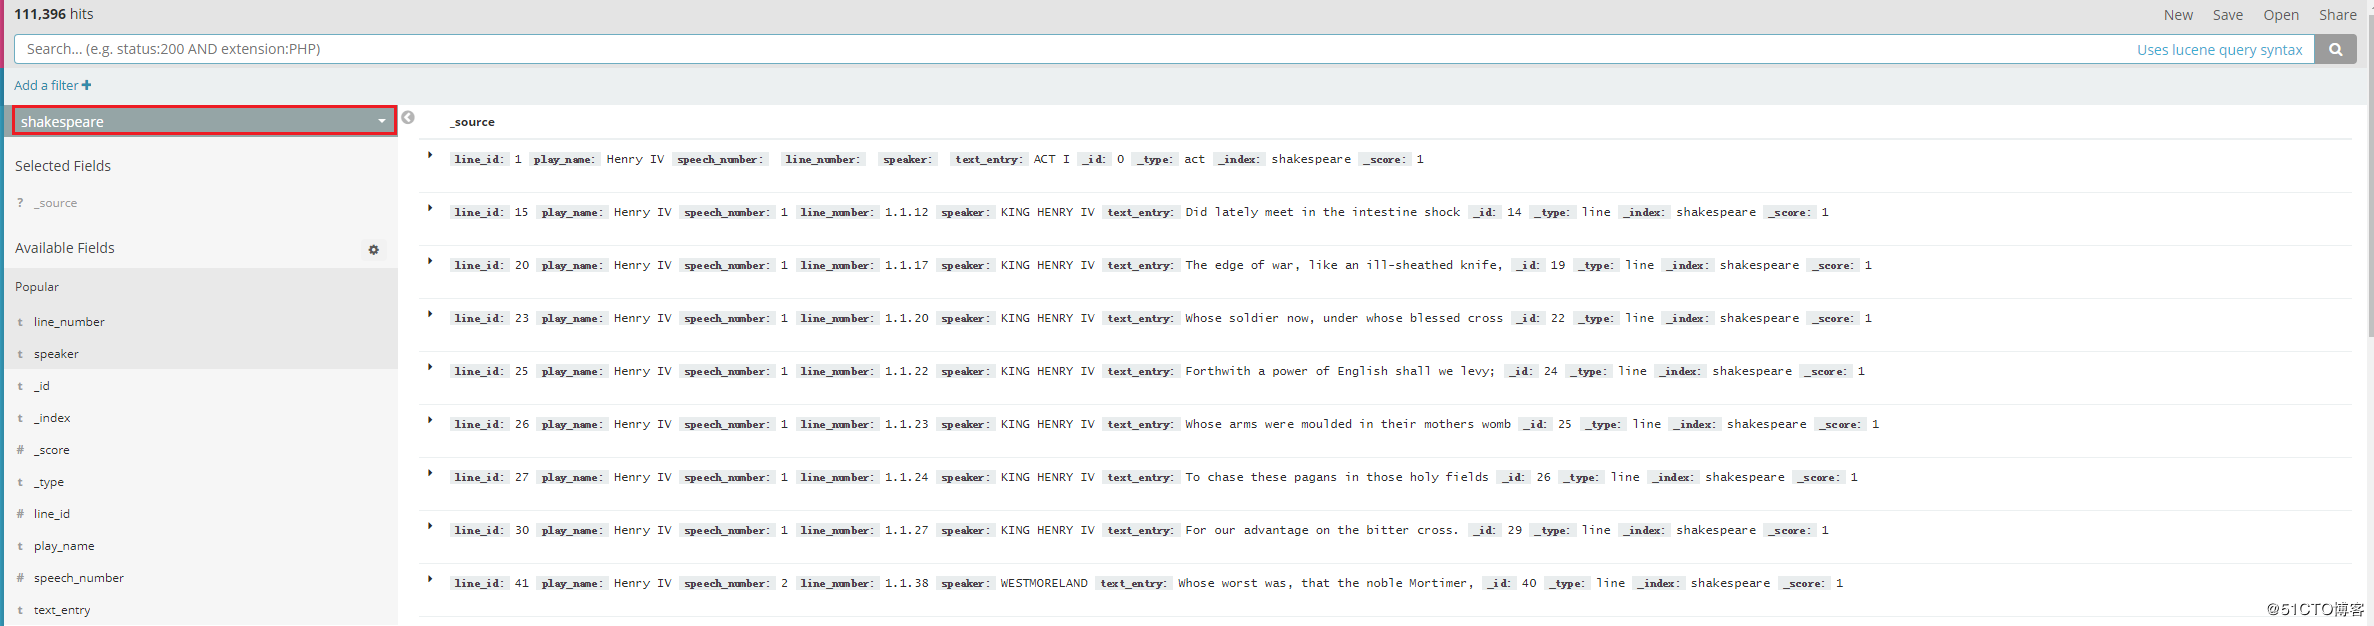 111,396 hits
New Save Open Share
Search... (e.g. status:200 AND extension:PHP)
Uses lucene query syntax
Add a filter +
shakespeare
Selected Fields
? _source
Available Fields
Popular
t line_number
t speaker
t _id
t _index
# _score
t _type
# line_id
t play_name
# speech_number
t text_entry
_source
line_id: 1 play_name: Henry IV speech_number: line_number: speaker: text_entry: ACT I _id: 0 _type: act _index: shakespeare _score: 1
line_id: 15 play_name: Henry IV speech_number: 1 line_number: 1.1.12 speaker: KING HENRY IV text_entry: Did lately meet in the intestine shock _id: 14 _type: line _index: shakespeare _score: 1
line_id: 20 play_name: Henry IV speech_number: 1 line_number: 1.1.17 speaker: KING HENRY IV text_entry: The edge of war, like an ill-sheathed knife, _id: 19 _type: line _index: shakespeare _score: 1
line_id: 23 play_name: Henry IV speech_number: 1 line_number: 1.1.20 speaker: KING HENRY IV text_entry: Whose soldier now, under whose blessed cross _id: 22 _type: line _index: shakespeare _score: 1
line_id: 25 play_name: Henry IV speech_number: 1 line_number: 1.1.22 speaker: KING HENRY IV text_entry: Forthwith a power of English shall we levy; _id: 24 _type: line _index: shakespeare _score: 1
line_id: 26 play_name: Henry IV speech_number: 1 line_number: 1.1.23 speaker: KING HENRY IV text_entry: Whose arms were moulded in their mothers womb _id: 25 _type: line _index: shakespeare _score: 1
line_id: 27 play_name: Henry IV speech_number: 1 line_number: 1.1.24 speaker: KING HENRY IV text_entry: To chase these pagans in those holy fields _id: 26 _type: line _index: shakespeare _score: 1
line_id: 30 play_name: Henry IV speech_number: 1 line_number: 1.1.27 speaker: KING HENRY IV text_entry: For our advantage on the bitter cross. _id: 29 _type: line _index: shakespeare _score: 1
line_id: 41 play_name: Henry IV speech_number: 2 line_number: 1.1.38 speaker: WESTMORELAND text_entry: Whose worst was, that the noble Mortimer, _id: 40 _type: line _index: shakespeare _score: 1
@51CTO博客